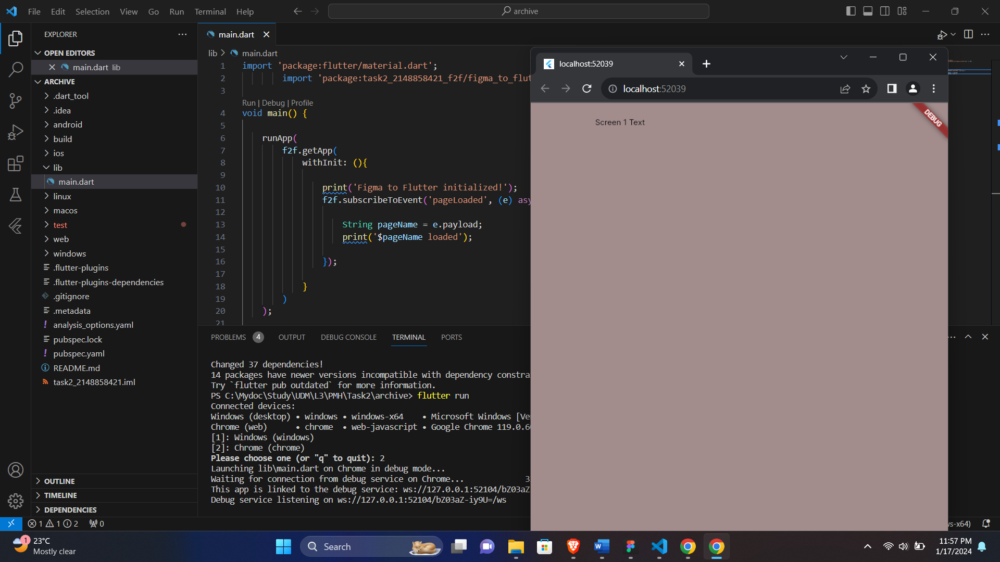 File Edit Selection View Go Run Terminal Help
archive
EXPLORER
OPEN EDITORS
main.dart lib
ARCHIVE
.dart_tool
.idea
android
build
ios
lib
main.dart
linux
macos
test
web
windows
.flutter-plugins
.flutter-plugins-dependencies
.gitignore
.metadata
analysis_options.yaml
pubspec.lock
pubspec.yaml
README.md
task2_2148858421.iml
OUTLINE
TIMELINE
DEPENDENCIES
main.dart
lib > main.dart
1 import 'package:flutter/material.dart';
2 import 'package:task2_2148858421_f2f/figma_to_flut
3
Run | Debug | Profile
4 void main() {
5
6 runApp(
7 f2f.getApp(
8 withInit: (){
9
10 print('Figma to Flutter initialized!');
11 f2f.subscribeToEvent('pageLoaded', (e) asy
12
13 String pageName = e.payload;
14 print('$pageName loaded');
15
16 });
17
18 }
19 )
20 );
21
PROBLEMS 4 OUTPUT DEBUG CONSOLE TERMINAL PORTS
Changed 37 dependencies!
14 packages have newer versions incompatible with dependency constra
Try `flutter pub outdated` for more information.
PS C:\Mydoc\Study\UDM\L3\PMH\Task2\archive> flutter run
Connected devices:
Windows (desktop) • windows • windows-x64 • Microsoft Windows [Ve
Chrome (web) • chrome • web-javascript • Google Chrome 119.0.6
[1]: Windows (windows)
[2]: Chrome (chrome)
Please choose one (or "q" to quit): 2
Launching lib\main.dart on Chrome in debug mode...
Waiting for connection from debug service on Chrome... 3
This app is linked to the debug service: ws://127.0.0.1:52104/bZ03aZ
Debug service listening on ws://127.0.0.1:52104/bZ03aZ-iy9U=/ws
localhost:52039
localhost:52039
Screen 1 Text
DEBUG
1 1 2 0
ws-x64)
1
23°C
Mostly clear
Search
11:57 PM
1/17/2024